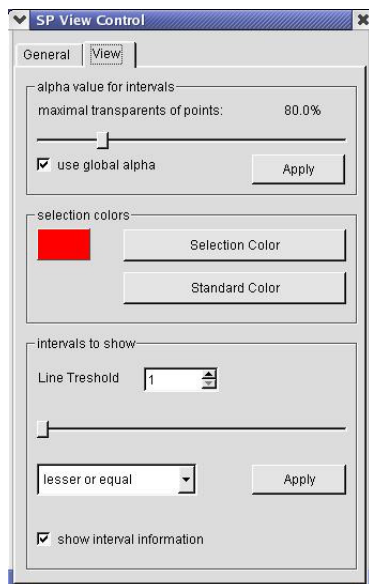 SP View Control
General View
alpha value for intervals
maximal transparents of points: 80.0%
use global alpha Apply
selection colors
Selection Color
Standard Color
intervals to show
Line Treshold 1
lesser or equal Apply
show interval information